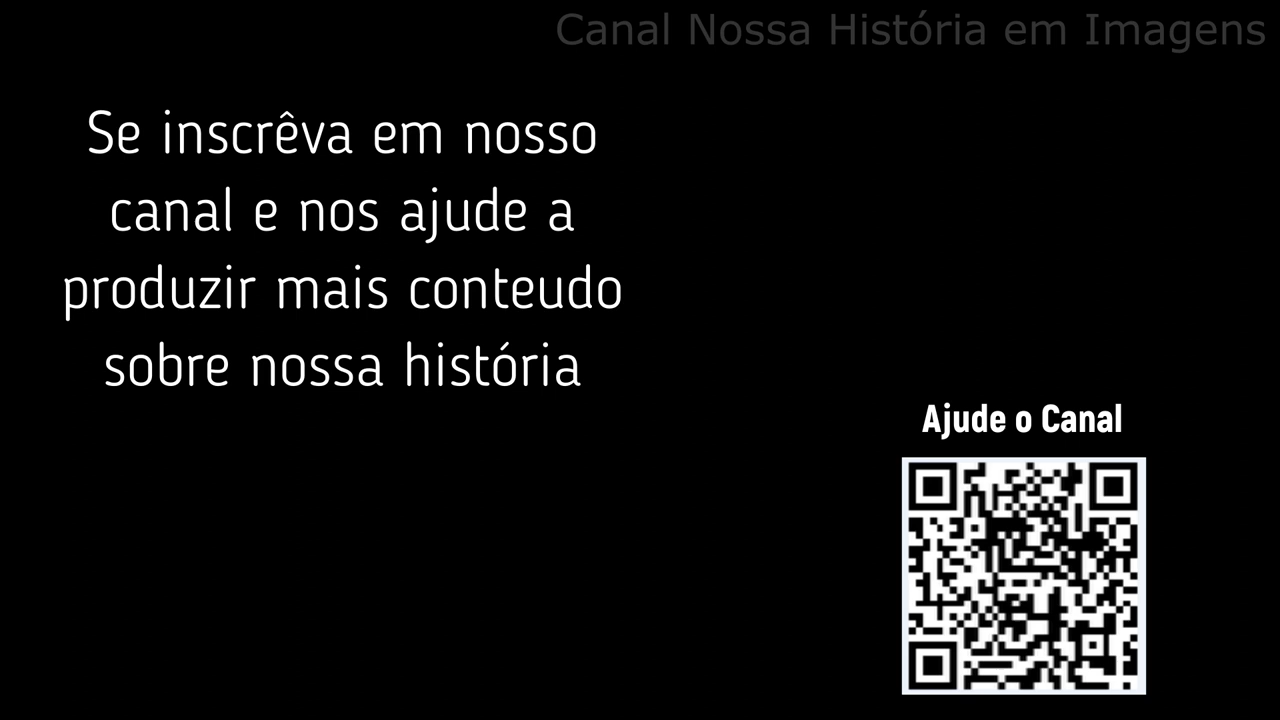 Canal Nossa História em Imagens
Se inscrêva em nosso
canal e nos ajude a
produzir mais conteudo
sobre nossa história
Ajude o Canal